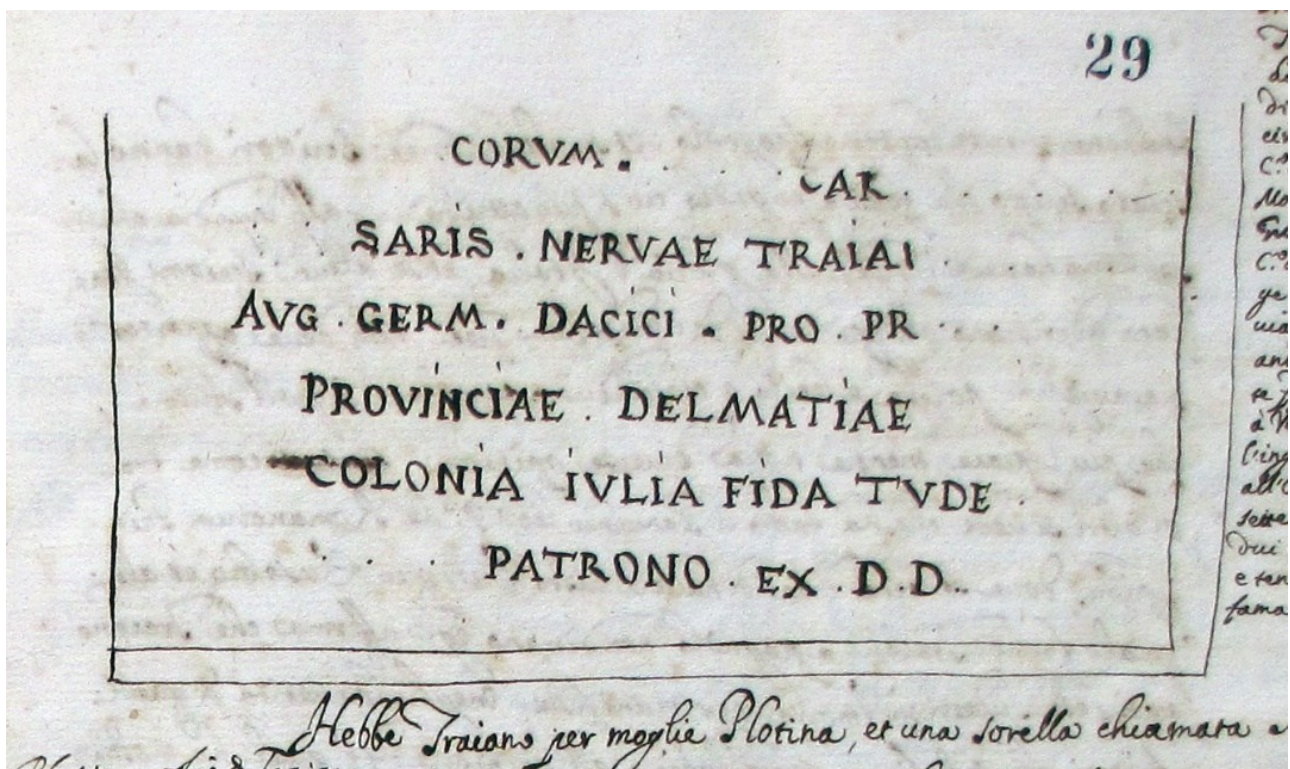 29
CORVM.
AR.
SARIS . NERVAE TRAIAI
AVG . GERM . DACICI . PRO . PR
PROVINCIAE . DELMATIAE
COLONIA IVLIA FIDA TVDE
PATRONO . EX . D . D
Hebbe Traiano per moglie Plotina, et una sorella chiamata